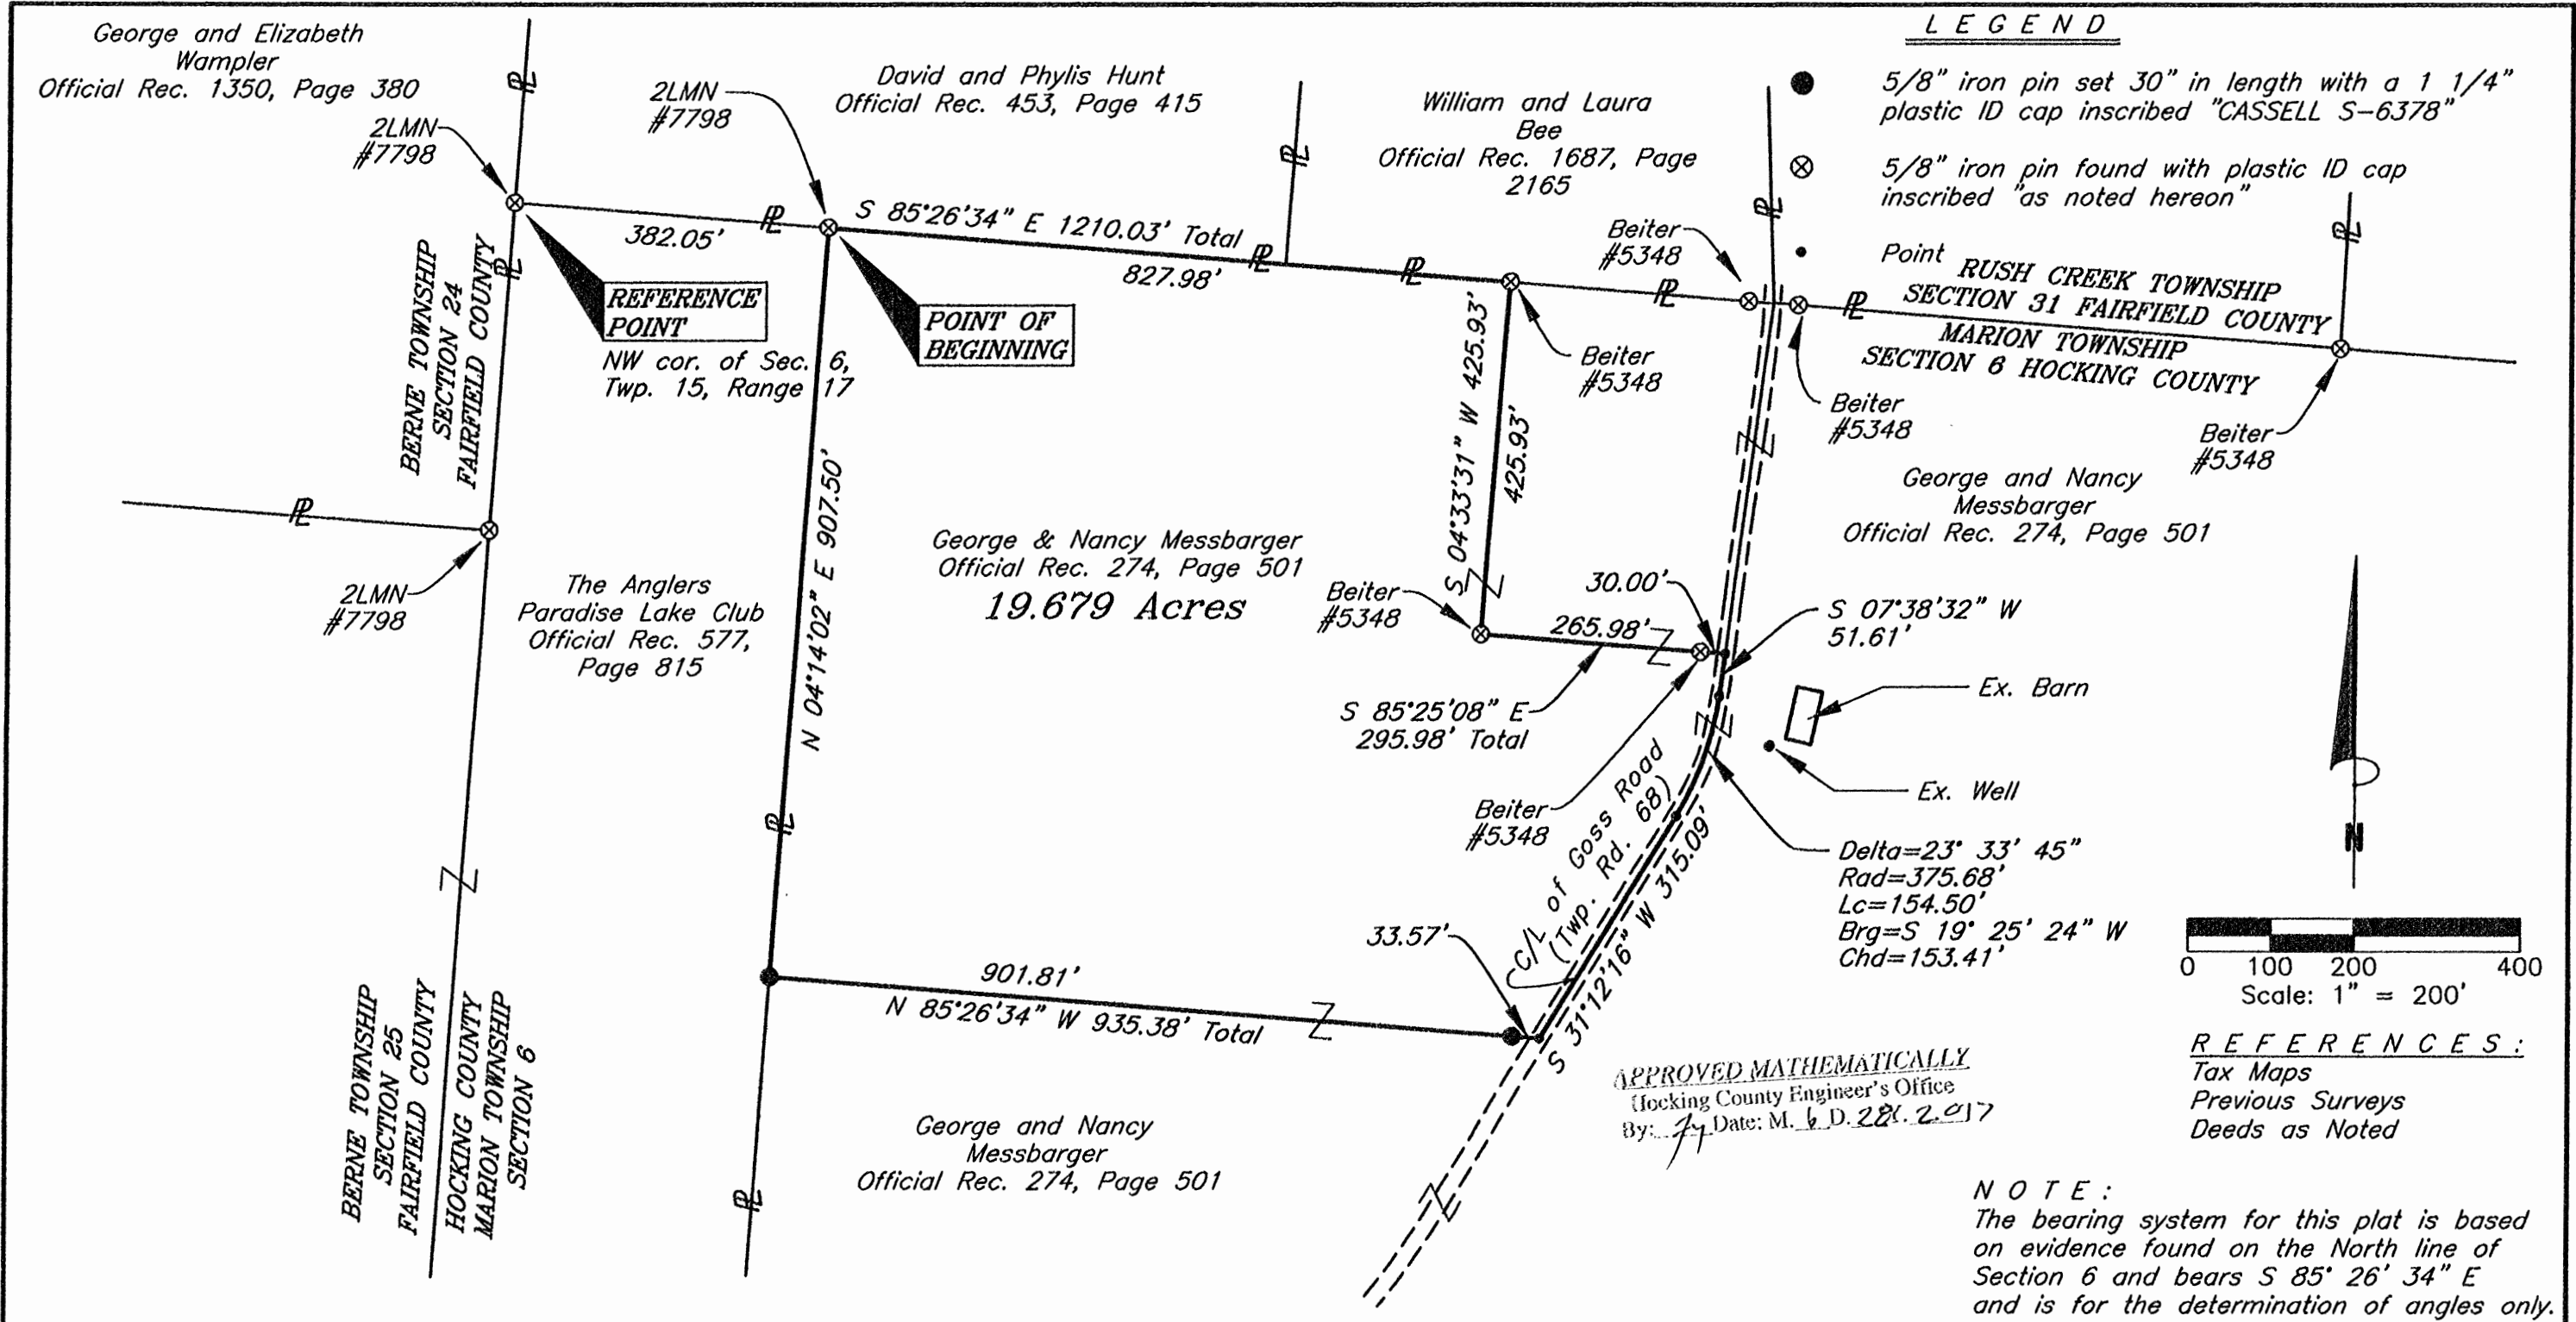 George and Elizabeth
Wampler
Official Rec. 1350, Page 380
2LMN
#7798
2LMN
#7798
David and Phylis Hunt
Official Rec. 453, Page 415
William and Laura
Bee
Official Rec. 1687, Page
2165
LEGEND
5/8" iron pin set 30" in length with a 1 1/4"
plastic ID cap inscribed "CASSELL S-6378"
5/8" iron pin found with plastic ID cap
inscribed "as noted hereon"
Point
RUSH CREEK TOWNSHIP
SECTION 31 FAIRFIELD COUNTY
MARION TOWNSHIP
SECTION 6 HOCKING COUNTY
S 85°26'34" E 1210.03' Total
382.05'
827.98'
REFERENCE
POINT
NW cor. of Sec. 6,
Twp. 15, Range 17
POINT OF
BEGINNING
BERNE TOWNSHIP
SECTION 24
FAIRFIELD COUNTY
Beiter
#5348
Beiter
#5348
Beiter
#5348
Beiter
#5348
S 04°33'31" W 425.93'
425.93'
George and Nancy
Messbarger
Official Rec. 274, Page 501
2LMN
#7798
The Anglers
Paradise Lake Club
Official Rec. 577,
Page 815
N 04°14'02" E 907.50'
George & Nancy Messbarger
Official Rec. 274, Page 501
19.679 Acres
Beiter
#5348
30.00'
265.98'
S 07°38'32" W
51.61'
S 85°25'08" E
295.98' Total
Ex. Barn
Ex. Well
Beiter
#5348
C/L of Goss Road
(Twp. Rd. 68)
S 31°12'16" W 315.09'
Delta=23° 33' 45"
Rad=375.68'
Lc=154.50'
Brg=S 19° 25' 24" W
Chd=153.41'
33.57'
901.81'
N 85°26'34" W 935.38' Total
N
0 100 200 400
Scale: 1" = 200'
BERNE TOWNSHIP
SECTION 25
FAIRFIELD COUNTY
HOCKING COUNTY
MARION TOWNSHIP
SECTION 6
George and Nancy
Messbarger
Official Rec. 274, Page 501
APPROVED MATHEMATICALLY
Hocking County Engineer's Office
By: Date: M. 6 D. 28 2017
REFERENCES:
Tax Maps
Previous Surveys
Deeds as Noted
NOTE:
The bearing system for this plat is based
on evidence found on the North line of
Section 6 and bears S 85° 26' 34" E
and is for the determination of angles only.